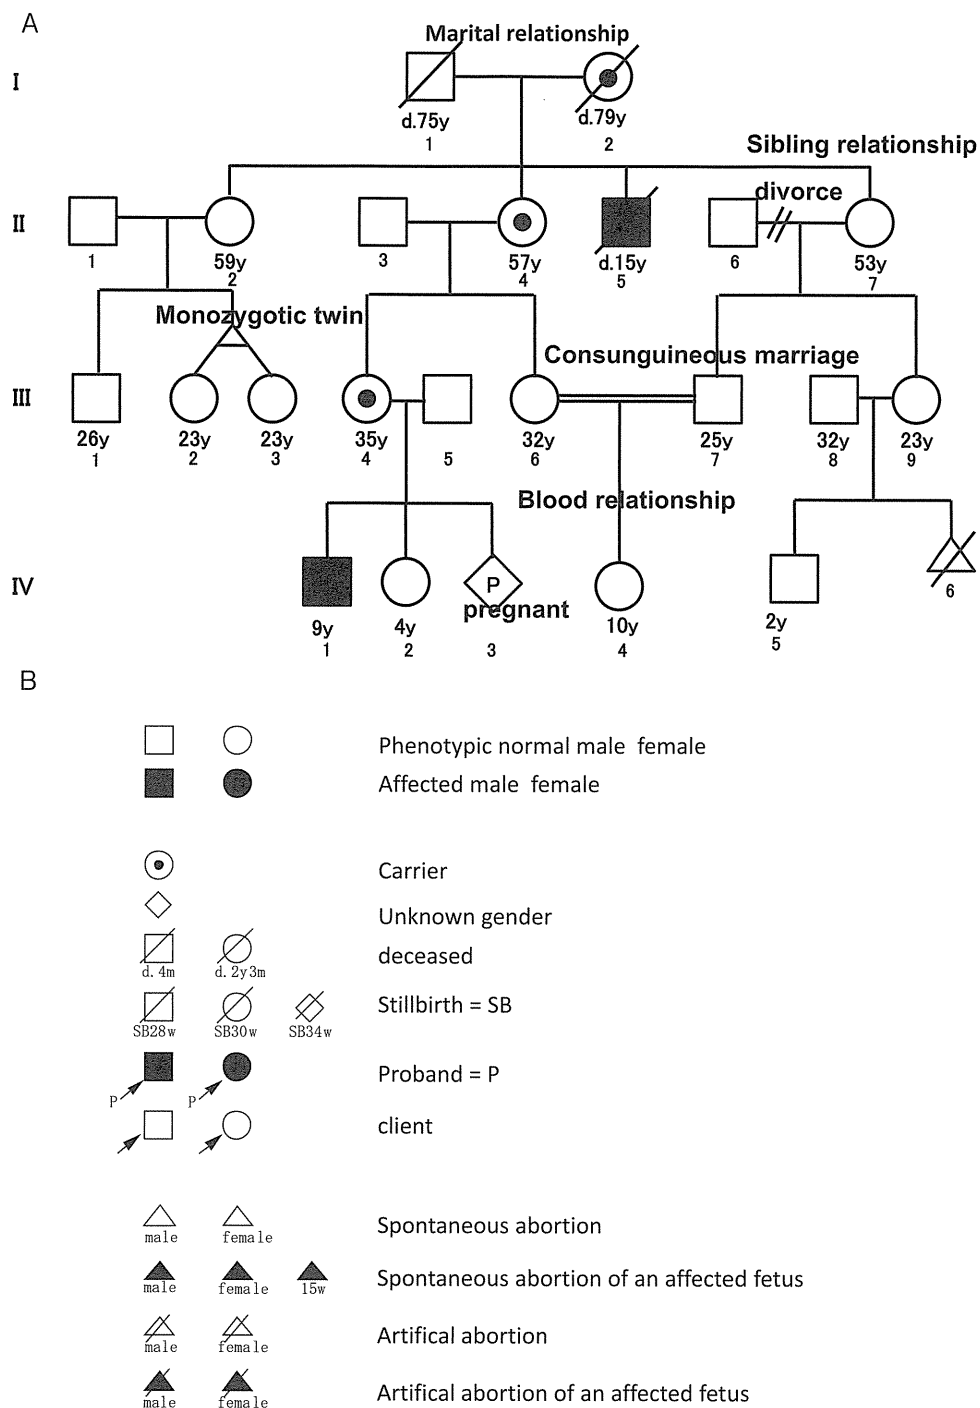 A
Marital relationship
I
d.75y
d.79y
1
2
Sibling relationship
divorce
II
1
59y
2
3
57y
4
d.15y
5
6
53y
7
Monozygotic twin
Consunguineous marriage
III
26y
1
23y
2
23y
3
35y
4
5
32y
6
25y
7
32y
8
23y
9
Blood relationship
IV
P
pregnant
9y
1
4y
2
3
10y
4
2y
5
6
B
Phenotypic normal male female
Affected male female
Carrier
Unknown gender
deceased
d.4m
d.2y3m
Stillbirth = SB
SB28w
SB30w
SB34w
Proband = P
P
P
client
Spontaneous abortion
male
female
Spontaneous abortion of an affected fetus
male
female
15w
Artifical abortion
male
female
Artifical abortion of an affected fetus
male
female